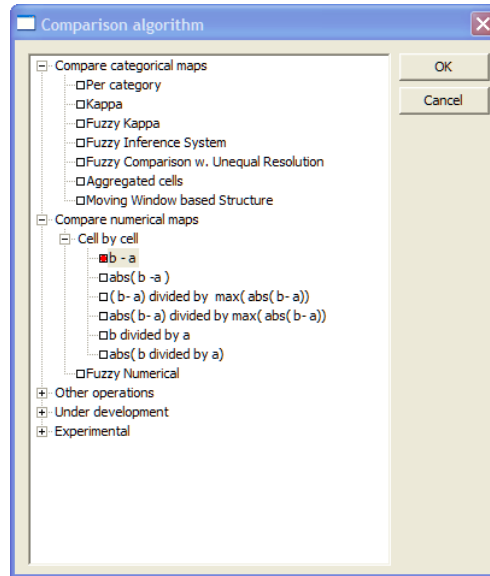 Comparison algorithm
Compare categorical maps
Per category
Kappa
Fuzzy Kappa
Fuzzy Inference System
Fuzzy Comparison w. Unequal Resolution
Aggregated cells
Moving Window based Structure
Compare numerical maps
Cell by cell
b - a
abs( b -a )
( b- a) divided by  max( abs( b- a))
abs( b- a) divided by max( abs( b- a))
b divided by a
abs( b divided by a)
Fuzzy Numerical
Other operations
Under development
Experimental
OK
Cancel